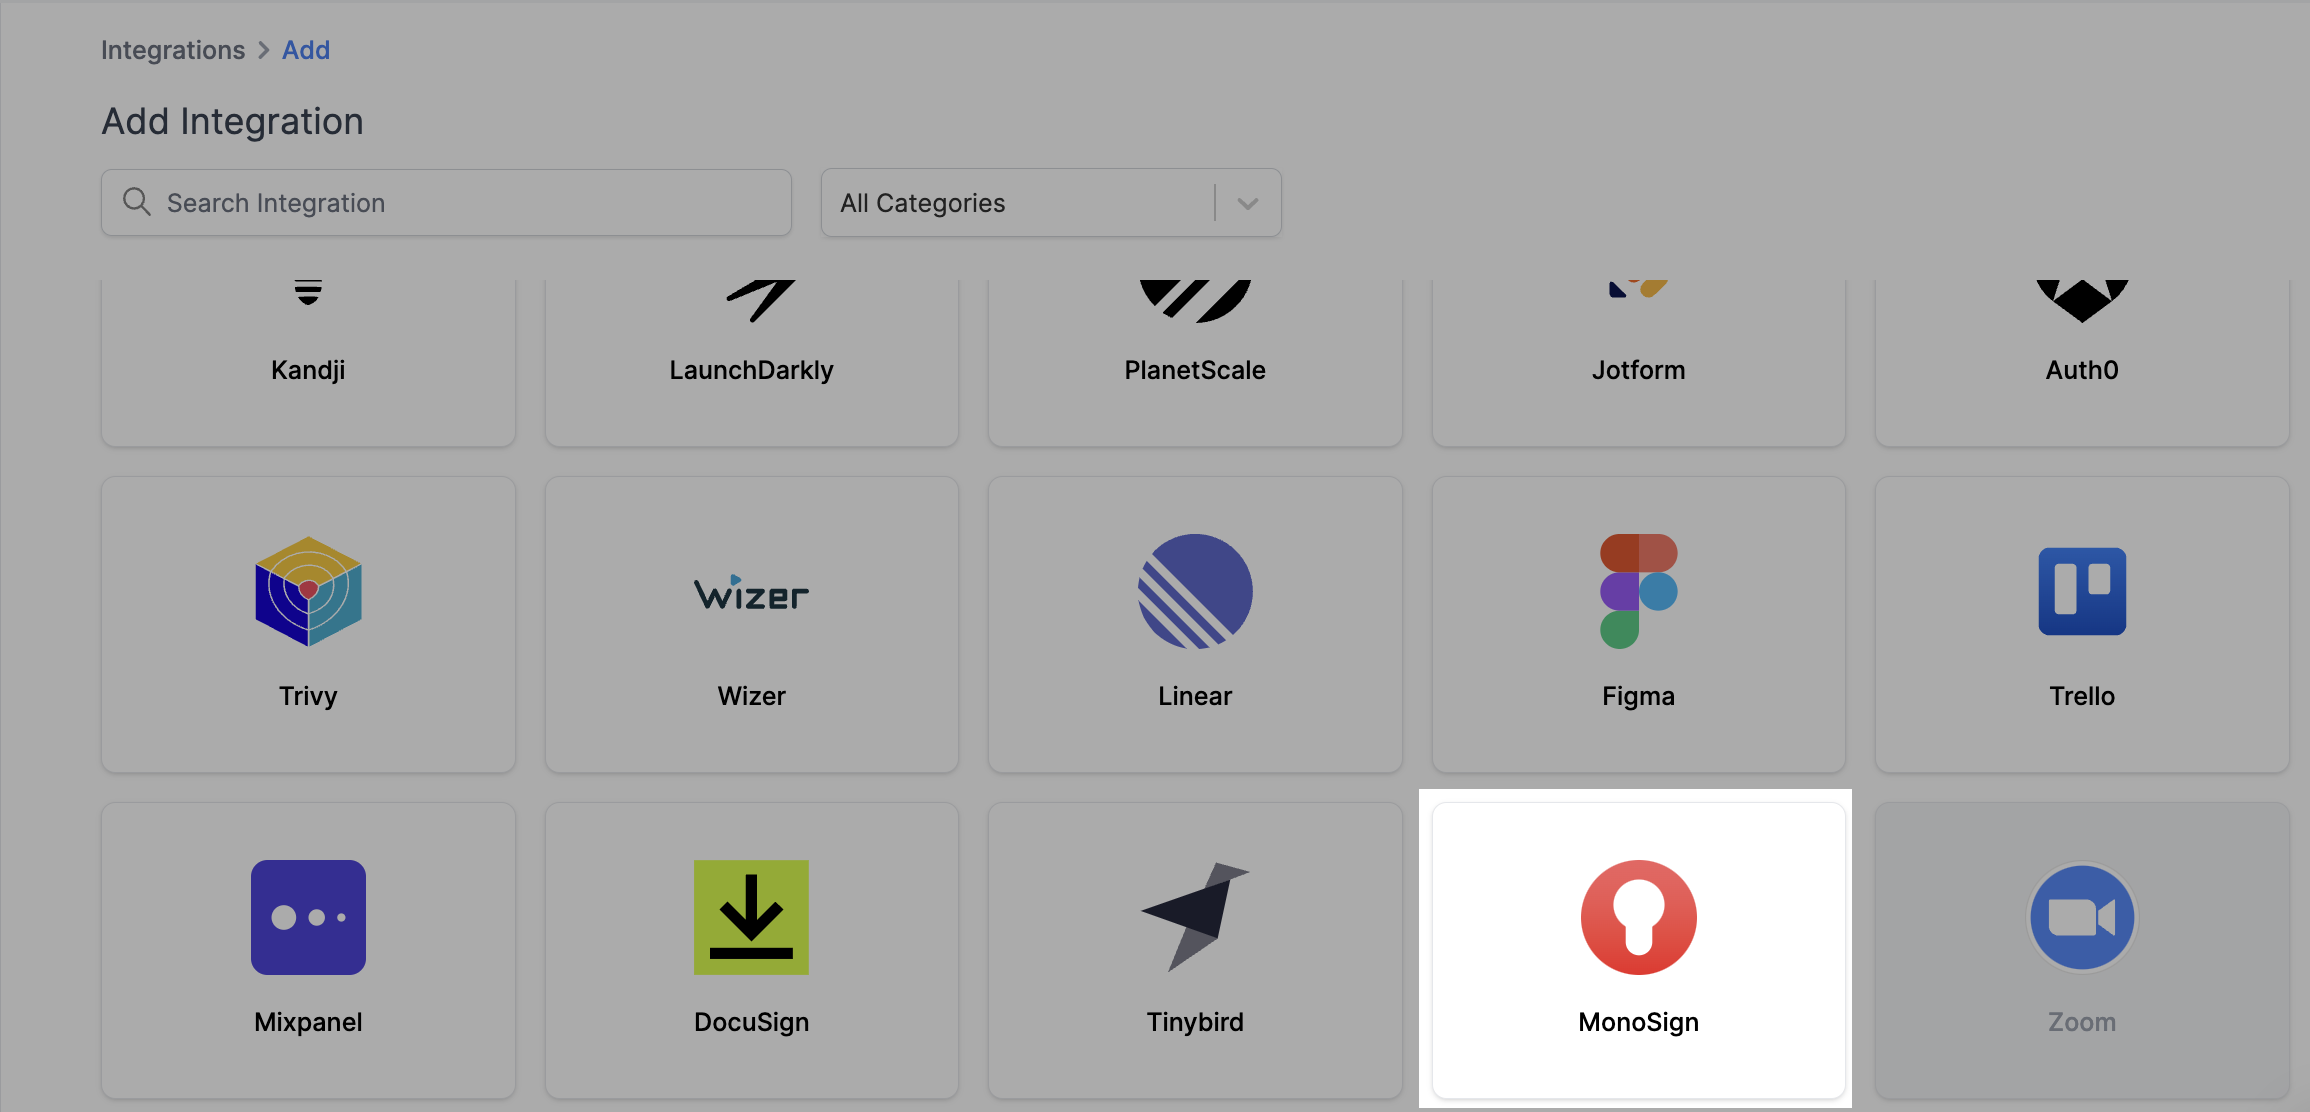 Integrations > Add
Add Integration
Search Integration
All Categories
Kandji
LaunchDarkly
PlanetScale
Jotform
Auth0
wizer
Trivy
Wizer
Linear
Figma
Trello
Mixpanel
DocuSign
Tinybird
MonoSign
Zoom